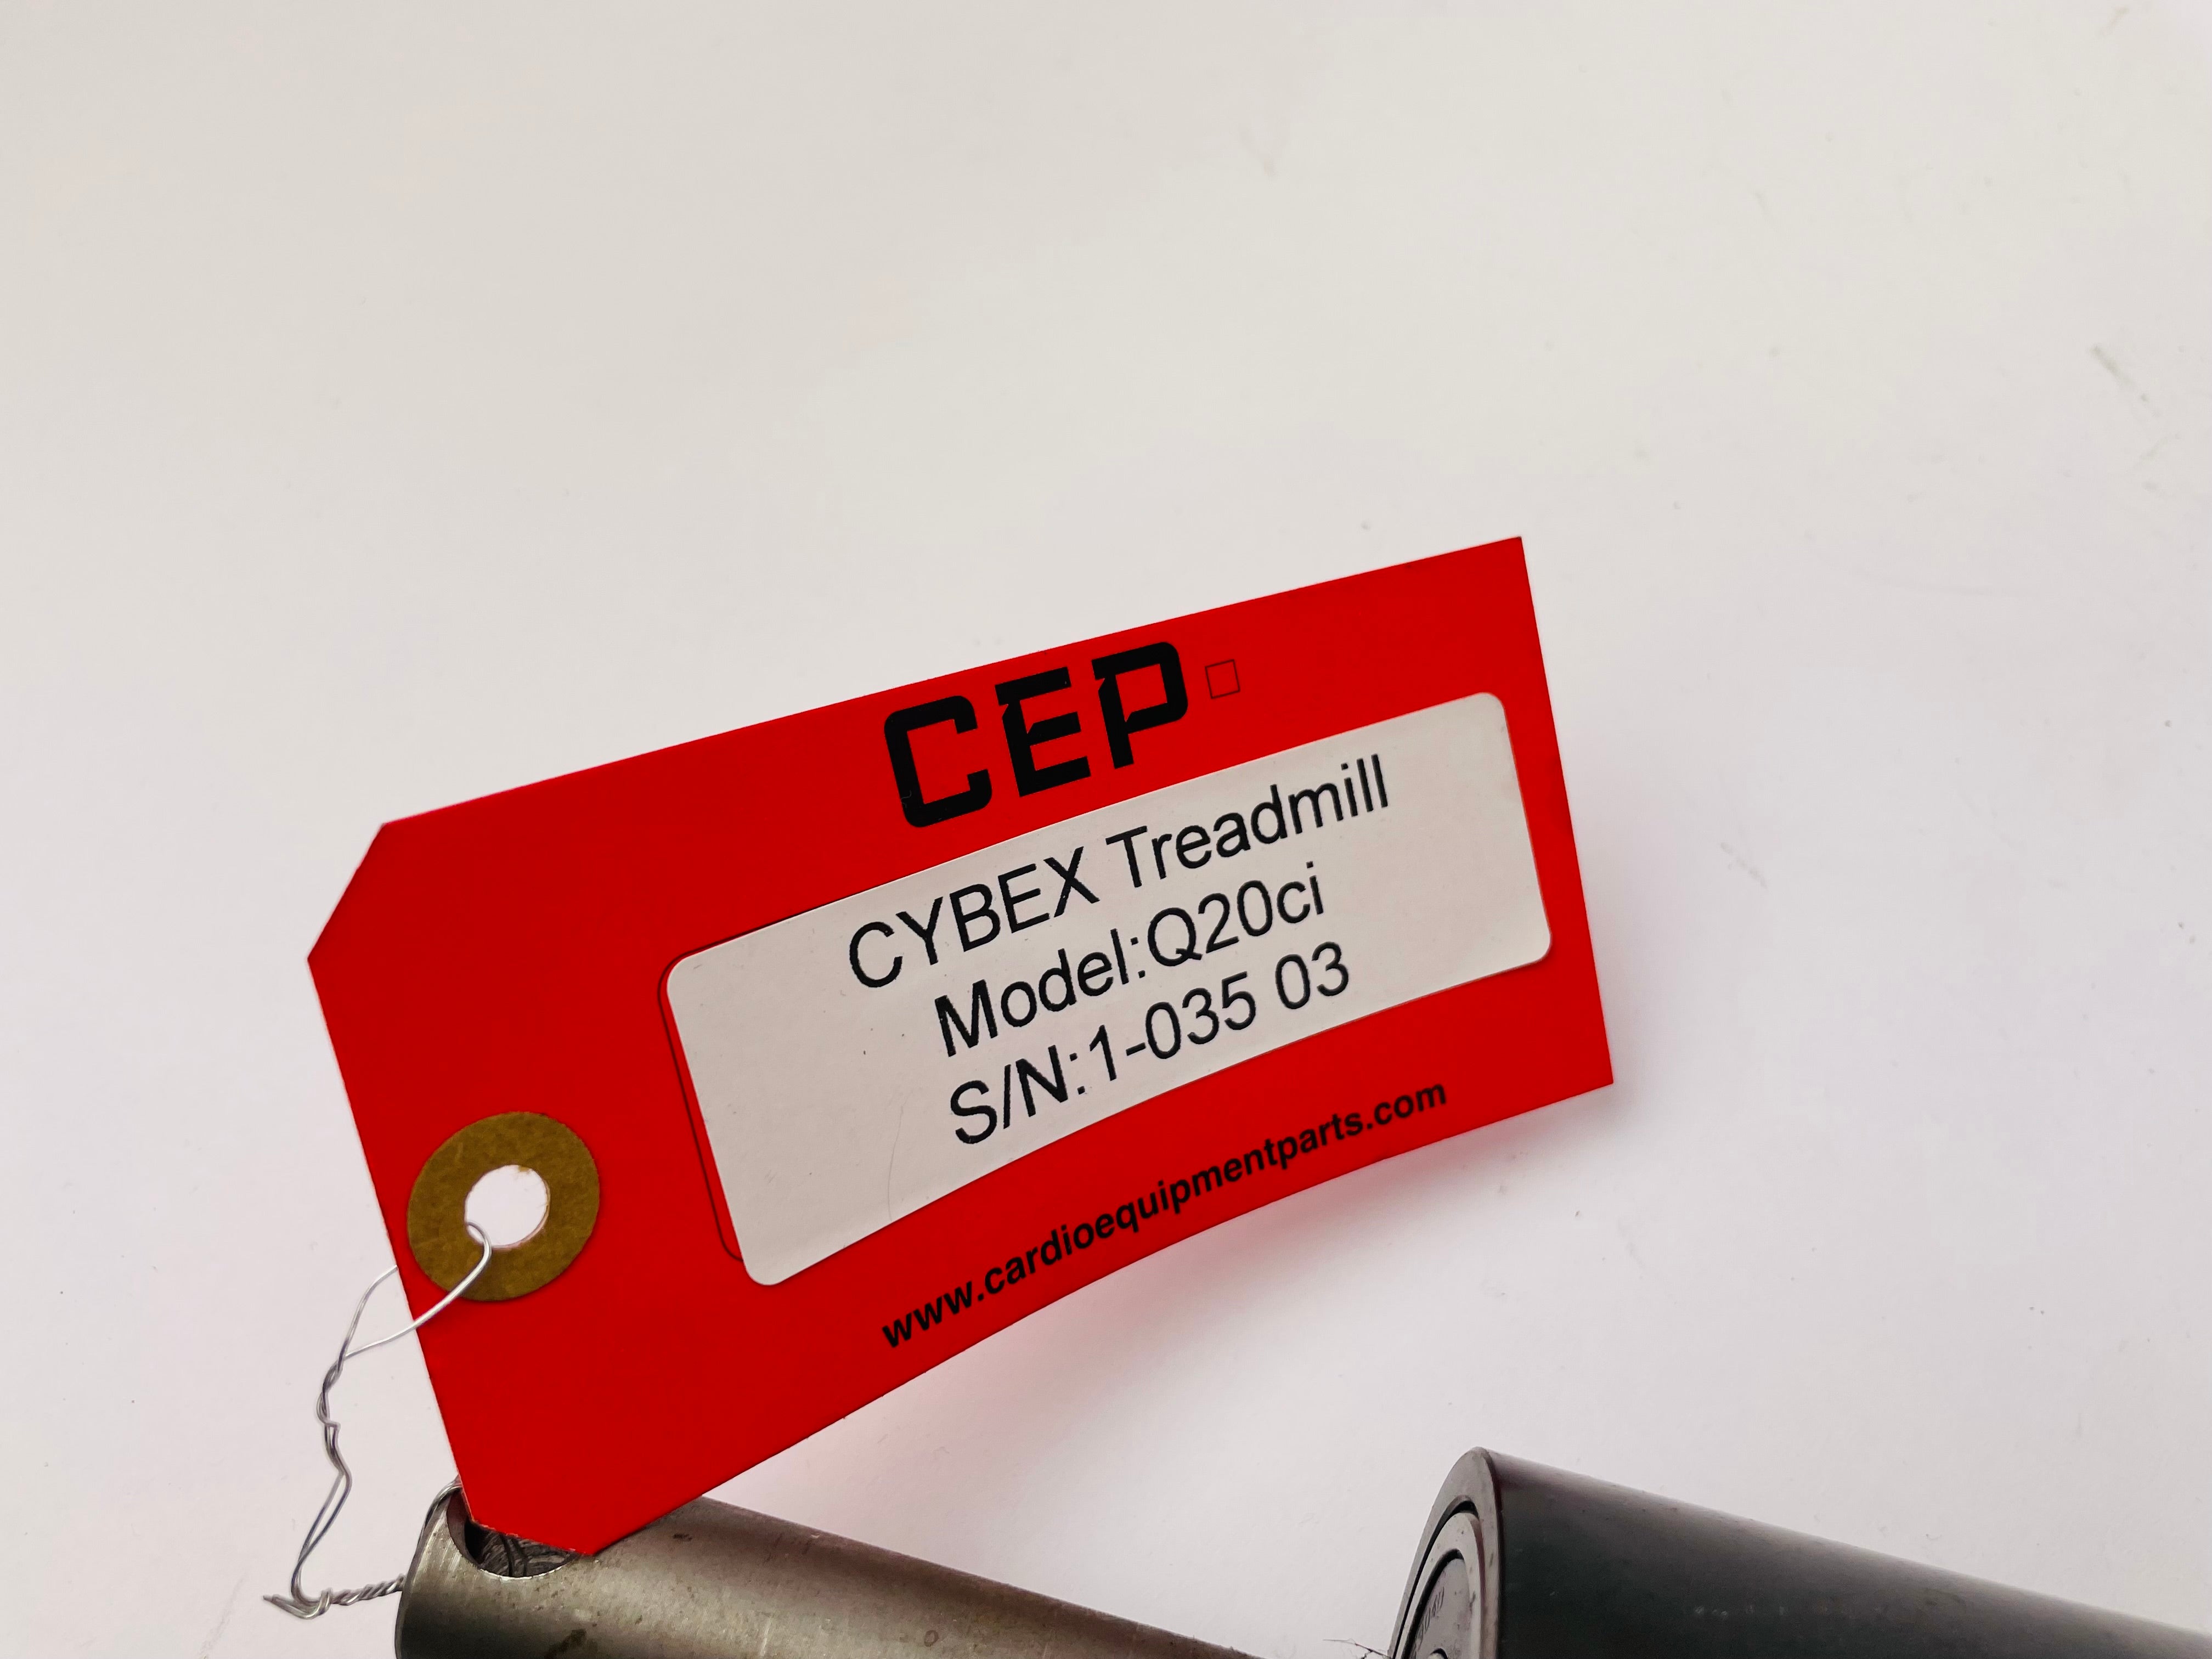 CEP
CYBEX Treadmill
Model:Q20ci
S/N:1-035 03
www.cardioequipmentparts.com